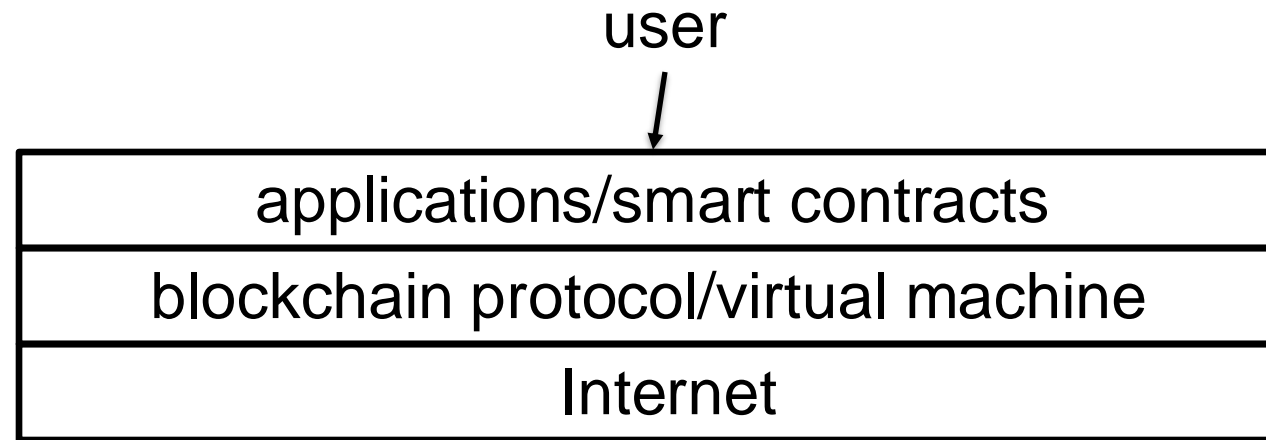 user
applications/smart contracts
blockchain protocol/virtual machine
Internet